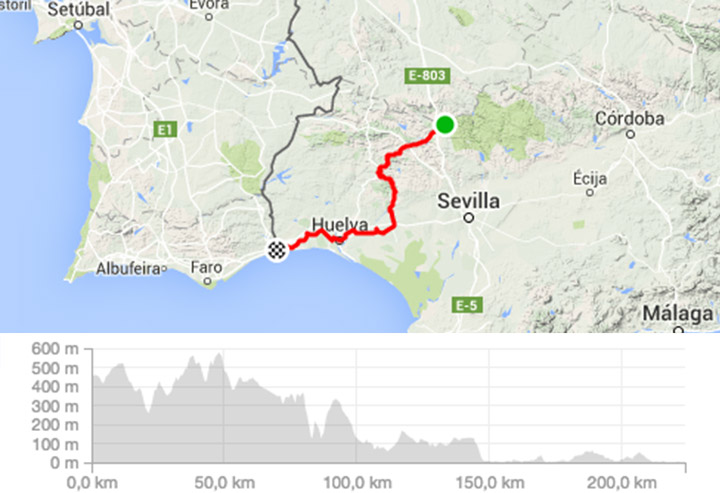 storil
Setúbal
Évora
E-803
E1
Córdoba
Écija
Sevilla
Huelva
Albufeira
Faro
E-5
Málaga
600 m
500 m
400 m
300 m
200 m
100 m
0 m
0,0 km
50,0 km
100,0 km
150,0 km
200,0 km